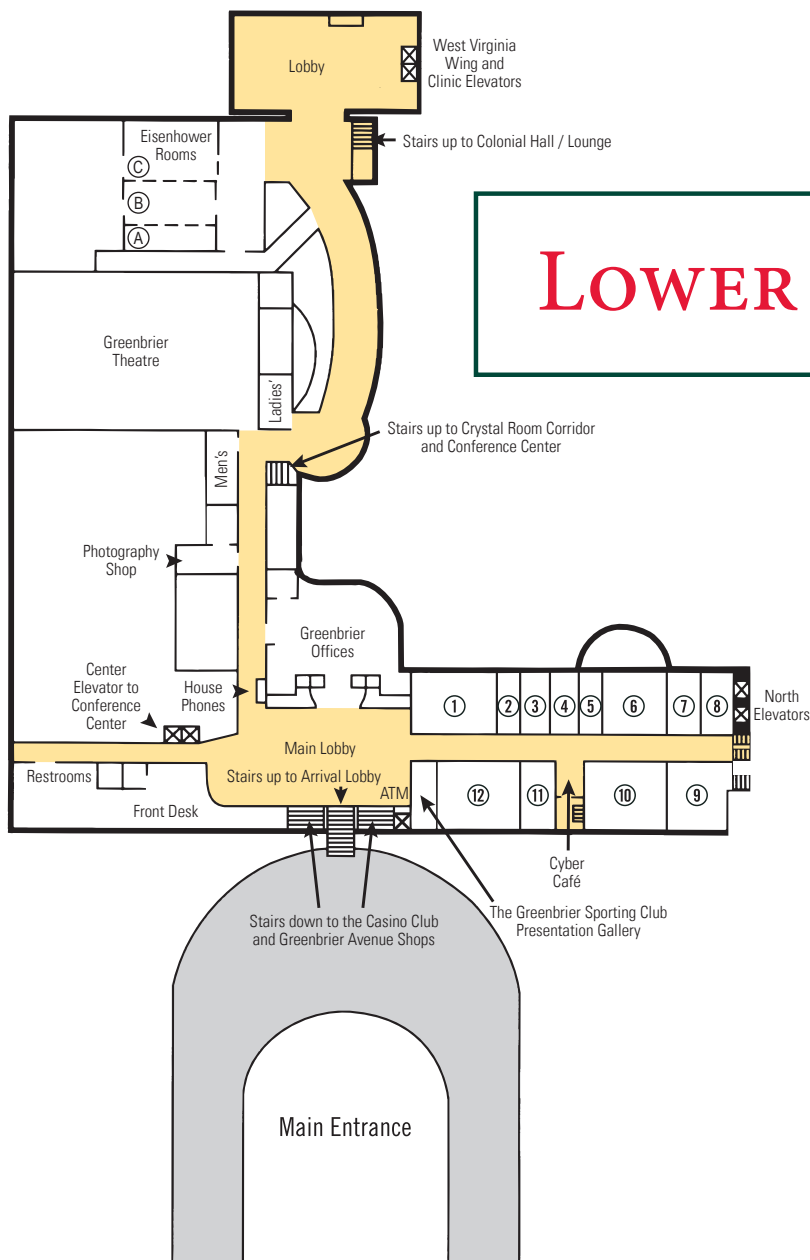 Lobby
West Virginia
Wing and
Clinic Elevators
Eisenhower
Rooms
Stairs up to Colonial Hall / Lounge
C
B
A
LOWER
Greenbrier
Theatre
Ladies'
Stairs up to Crystal Room Corridor
and Conference Center
Men's
Photography
Shop
Greenbrier
Offices
Center
Elevator to
Conference
Center
House
Phones
1
2
3
4
5
6
7
8
North
Elevators
Main Lobby
Restrooms
Stairs up to Arrival Lobby
ATM
Front Desk
12
11
10
9
Cyber
Café
The Greenbrier Sporting Club
Presentation Gallery
Stairs down to the Casino Club
and Greenbrier Avenue Shops
Main Entrance